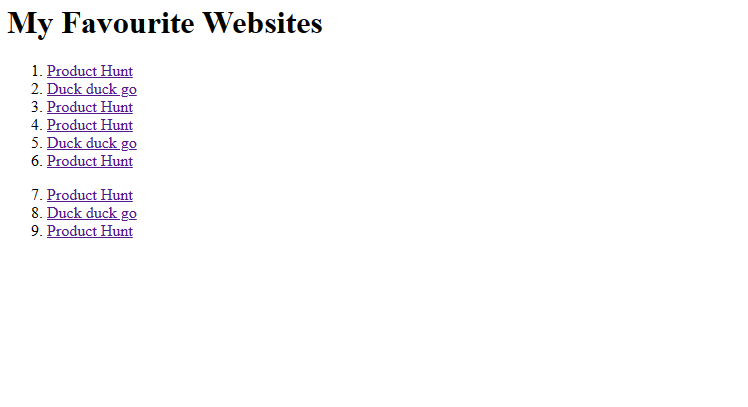 My Favourite Websites
1. Product Hunt
2. Duck duck go
3. Product Hunt
4. Product Hunt
5. Duck duck go
6. Product Hunt
7. Product Hunt
8. Duck duck go
9. Product Hunt